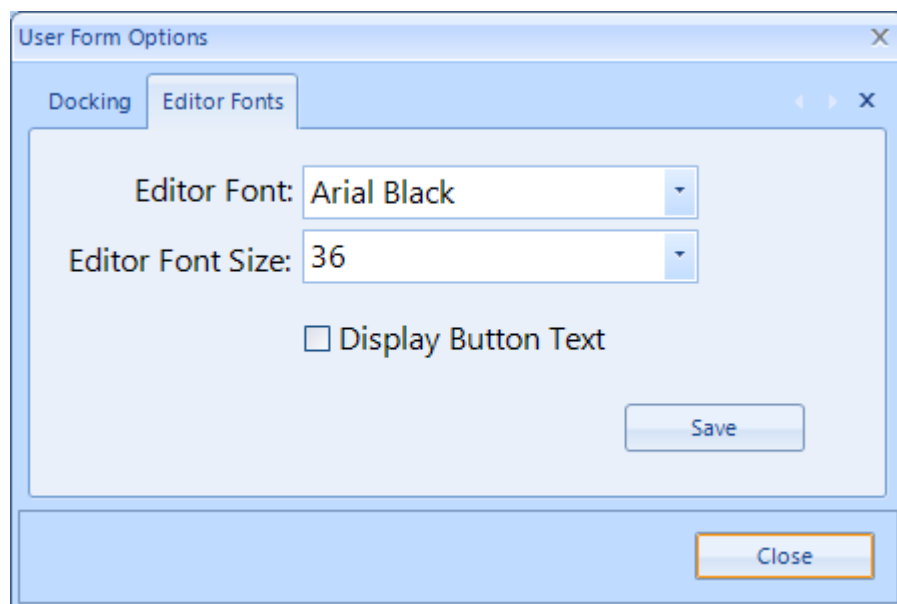 User Form Options
Docking Editor Fonts
Editor Font: Arial Black
Editor Font Size: 36
Display Button Text
Save
Close